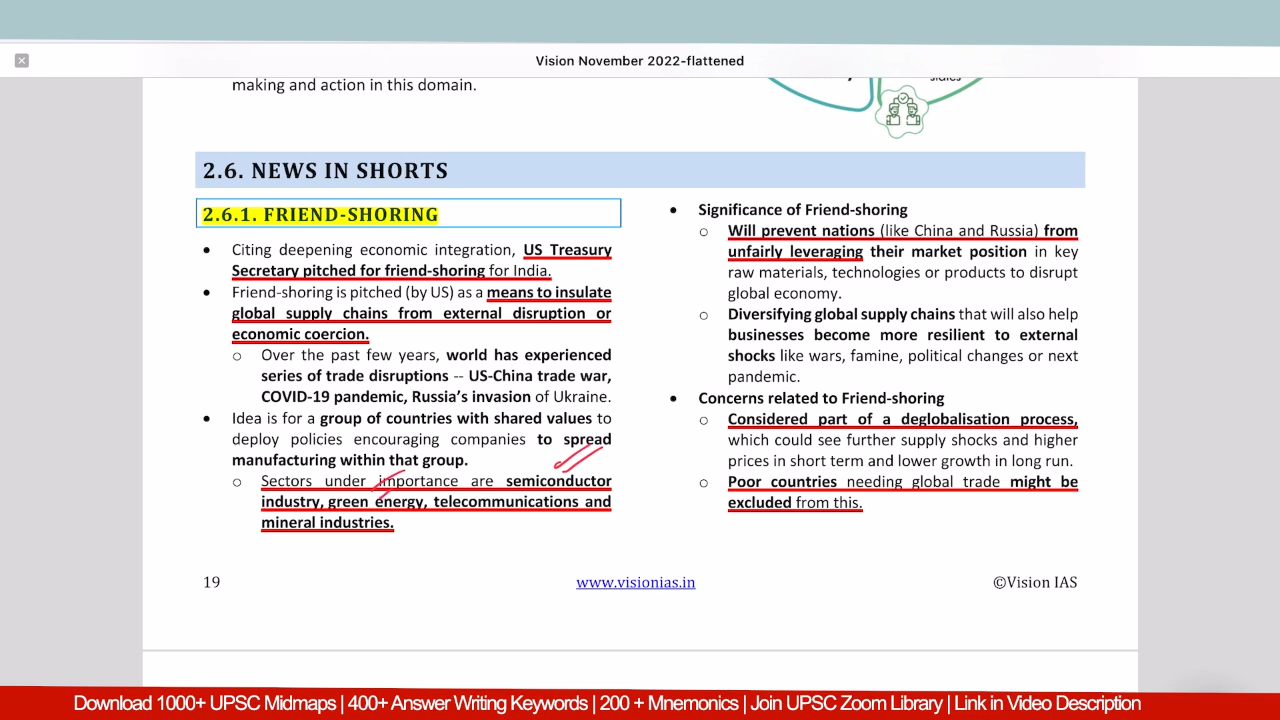 Vision November 2022-flattened
making and action in this domain.
2.6. NEWS IN SHORTS
2.6.1. FRIEND-SHORING
• Citing deepening economic integration, US Treasury
Secretary pitched for friend-shoring for India.
• Friend-shoring is pitched (by US) as a means to insulate
global supply chains from external disruption or
economic coercion.
o Over the past few years, world has experienced
series of trade disruptions -- US-China trade war,
COVID-19 pandemic, Russia's invasion of Ukraine.
• Idea is for a group of countries with shared values to
deploy policies encouraging companies to spread
manufacturing within that group.
o Sectors under importance are semiconductor
industry, green energy, telecommunications and
mineral industries.
• Significance of Friend-shoring
o Will prevent nations (like China and Russia) from
unfairly leveraging their market position in key
raw materials, technologies or products to disrupt
global economy.
o Diversifying global supply chains that will also help
businesses become more resilient to external
shocks like wars, famine, political changes or next
pandemic.
• Concerns related to Friend-shoring
o Considered part of a deglobalisation process,
which could see further supply shocks and higher
prices in short term and lower growth in long run.
o Poor countries needing global trade might be
excluded from this.
19
www.visionias.in
©Vision IAS
Download 1000+ UPSC Midmaps | 400+ Answer Writing Keywords | 200 + Mnemonics | Join UPSC Zoom Library | Link in Video Description